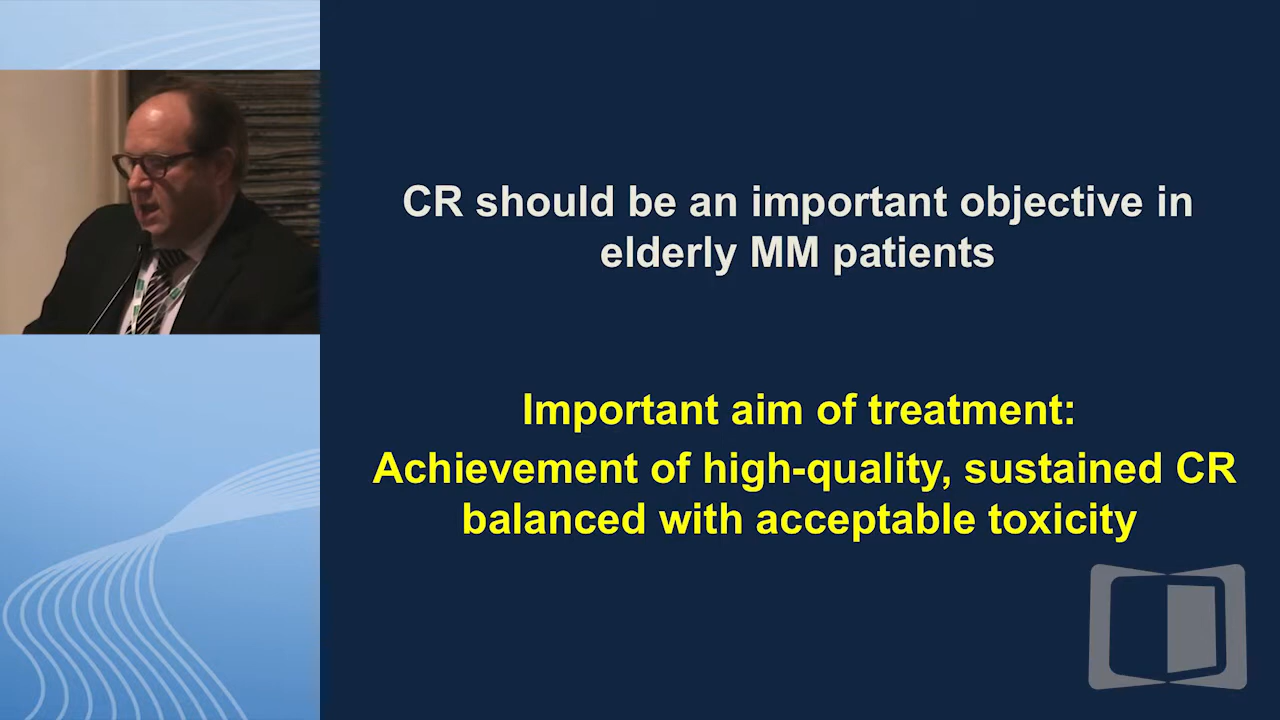 CR should be an important objective in
elderly MM patients
Important aim of treatment:
Achievement of high-quality, sustained CR
balanced with acceptable toxicity